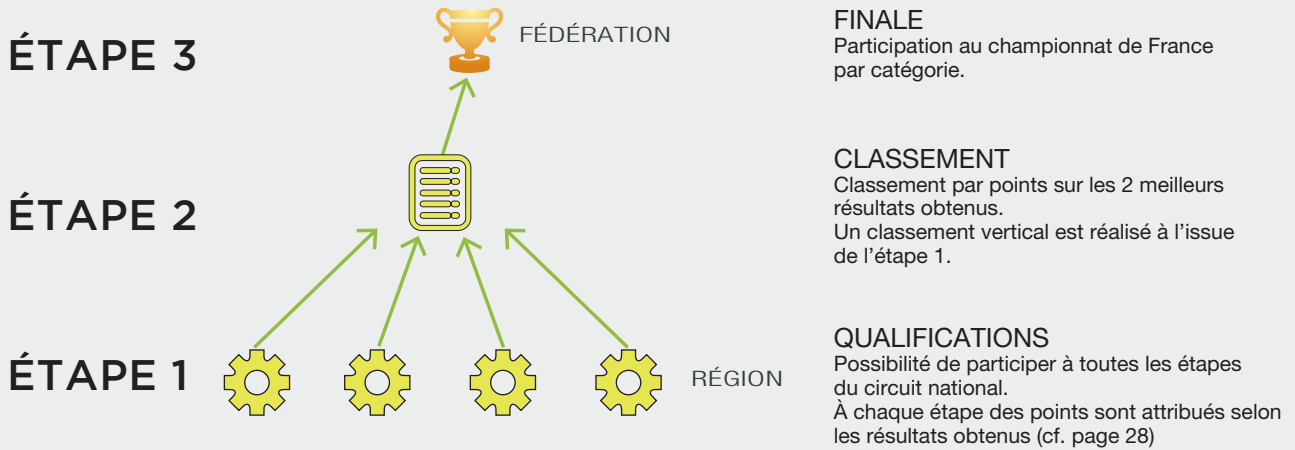 ÉTAPE 3
FÉDÉRATION
FINALE
Participation au championnat de France
par catégorie.
ÉTAPE 2
CLASSEMENT
Classement par points sur les 2 meilleurs
résultats obtenus.
Un classement vertical est réalisé à l’issue
de l’étape 1.
ÉTAPE 1
RÉGION
QUALIFICATIONS
Possibilité de participer à toutes les étapes
du circuit national.
À chaque étape des points sont attribués selon
les résultats obtenus (cf. page 28)